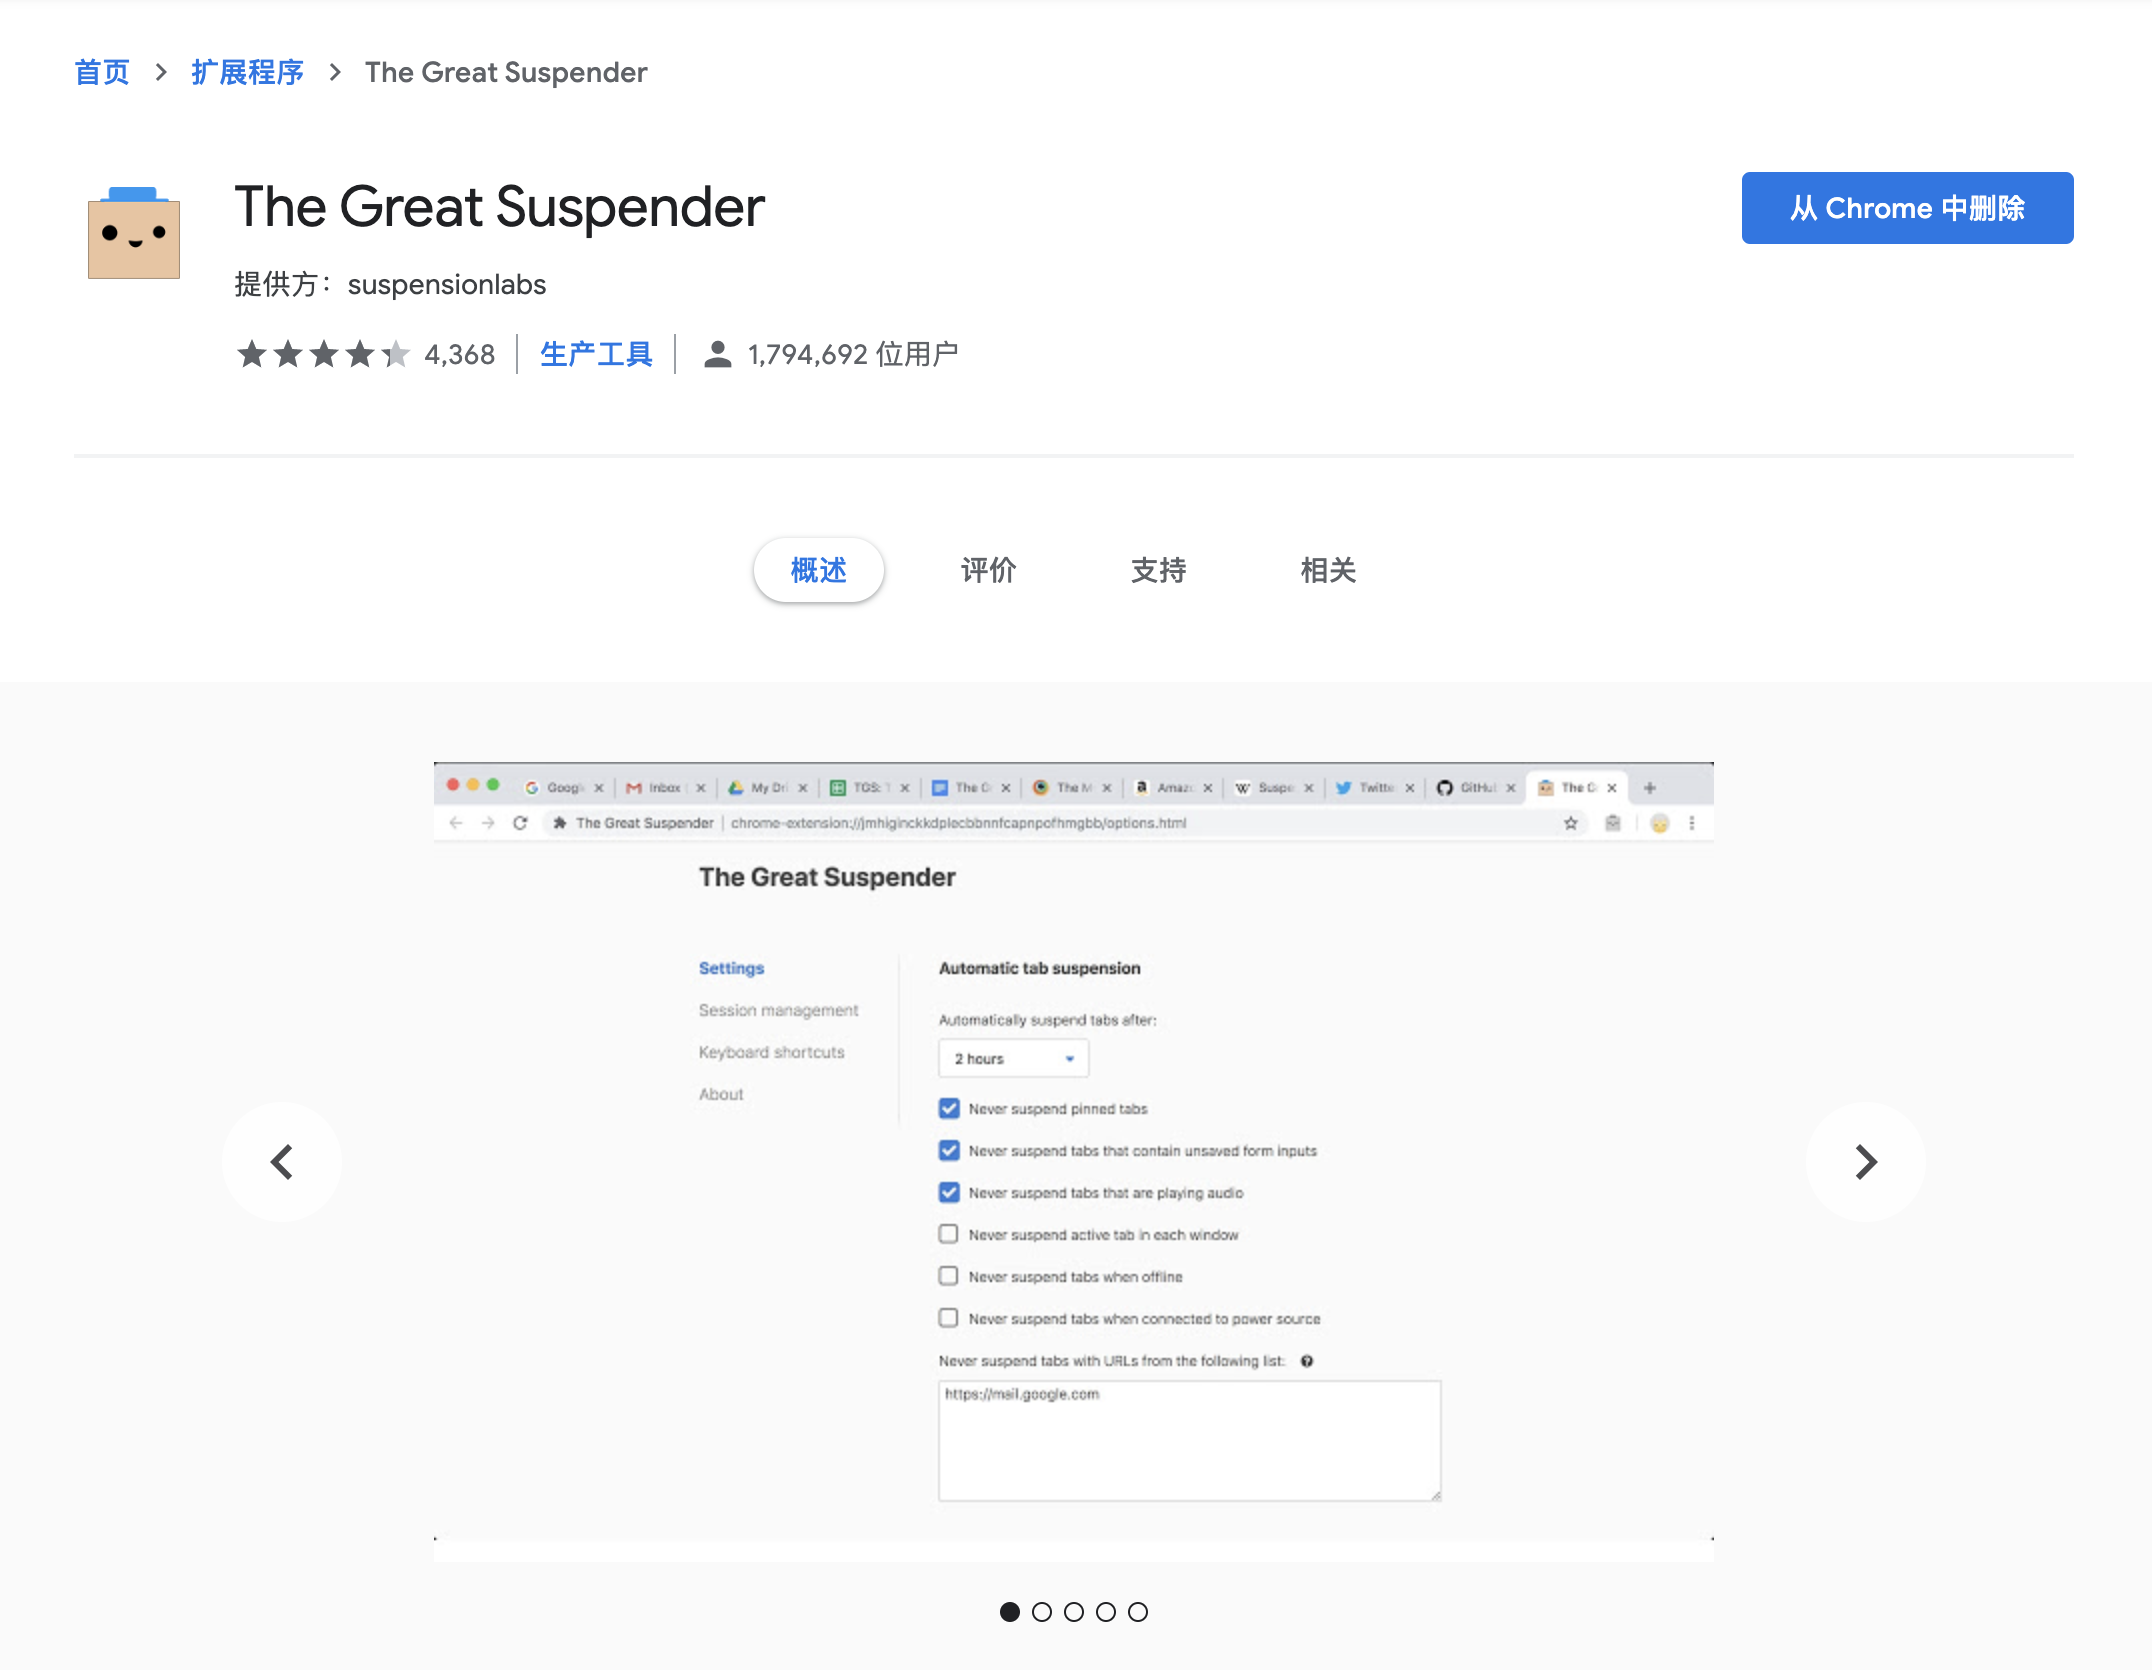 首页 > 扩展程序 > The Great Suspender
The Great Suspender
从 Chrome 中删除
提供方：suspensionlabs
4,368 生产工具 1,794,692 位用户
概述 评价 支持 相关
Googl Inbox My Dri TGS: T The G The M Amaz Suspe Twitte GitHu The G
The Great Suspender | chrome-extension://jmhiginckkdplecbbnnfcapnpofhmgbb/options.html
The Great Suspender
Settings
Session management
Keyboard shortcuts
About
Automatic tab suspension
Automatically suspend tabs after:
2 hours
Never suspend pinned tabs
Never suspend tabs that contain unsaved form inputs
Never suspend tabs that are playing audio
Never suspend active tab in each window
Never suspend tabs when offline
Never suspend tabs when connected to power source
Never suspend tabs with URLs from the following list:
https://mail.google.com